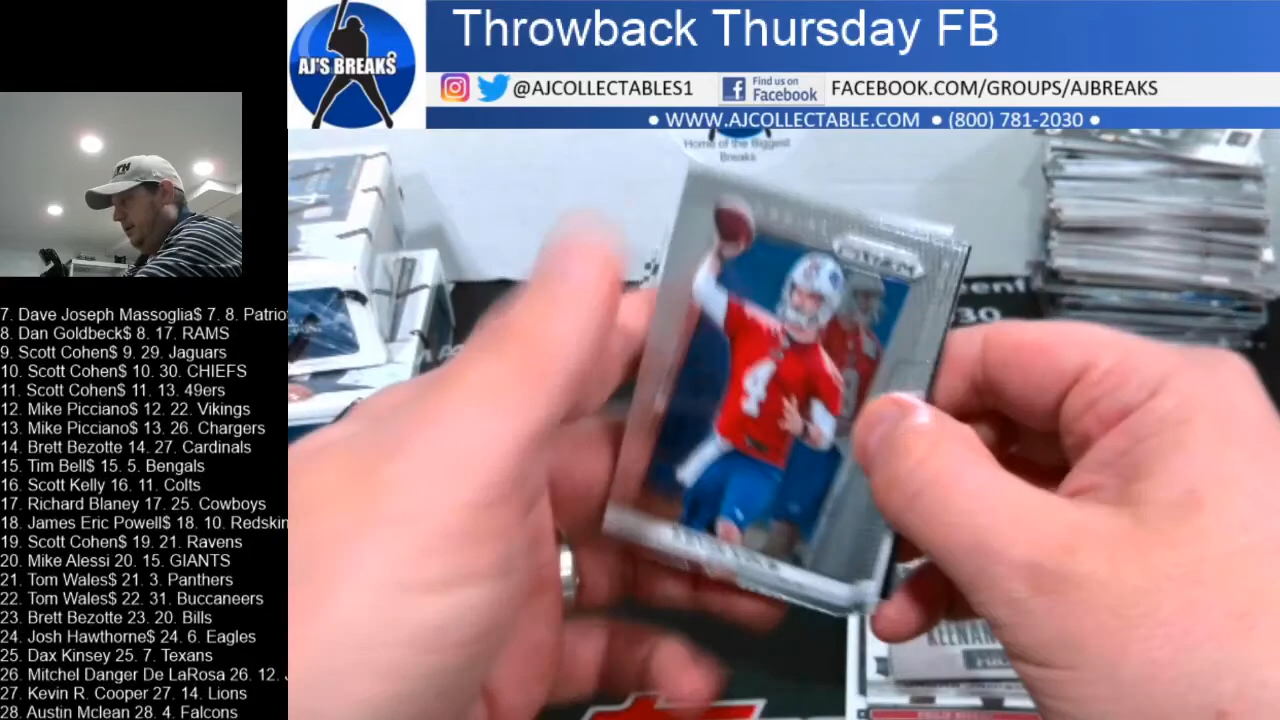 Throwback Thursday FB
AJ'S BREAKS
@AJCOLLECTABLES1
Find us on
Facebook
FACEBOOK.COM/GROUPS/AJBREAKS
• WWW.AJCOLLECTABLE.COM • (800) 781-2030 •
Home of the Biggest
Breaks
PRIZM
4
30
KEENAN
7. Dave Joseph Massoglia$ 7. 8. Patrio
8. Dan Goldbeck$ 8. 17. RAMS
9. Scott Cohen$ 9. 29. Jaguars
10. Scott Cohen$ 10. 30. CHIEFS
11. Scott Cohen$ 11. 13. 49ers
12. Mike Picciano$ 12. 22. Vikings
13. Mike Picciano$ 13. 26. Chargers
14. Brett Bezotte 14. 27. Cardinals
15. Tim Bell$ 15. 5. Bengals
16. Scott Kelly 16. 11. Colts
17. Richard Blaney 17. 25. Cowboys
18. James Eric Powell$ 18. 10. Redskin
19. Scott Cohen$ 19. 21. Ravens
20. Mike Alessi 20. 15. GIANTS
21. Tom Wales$ 21. 3. Panthers
22. Tom Wales$ 22. 31. Buccaneers
23. Brett Bezotte 23. 20. Bills
24. Josh Hawthorne$ 24. 6. Eagles
25. Dax Kinsey 25. 7. Texans
26. Mitchel Danger De LaRosa 26. 12.
27. Kevin R. Cooper 27. 14. Lions
28. Austin Mclean 28. 4. Falcons